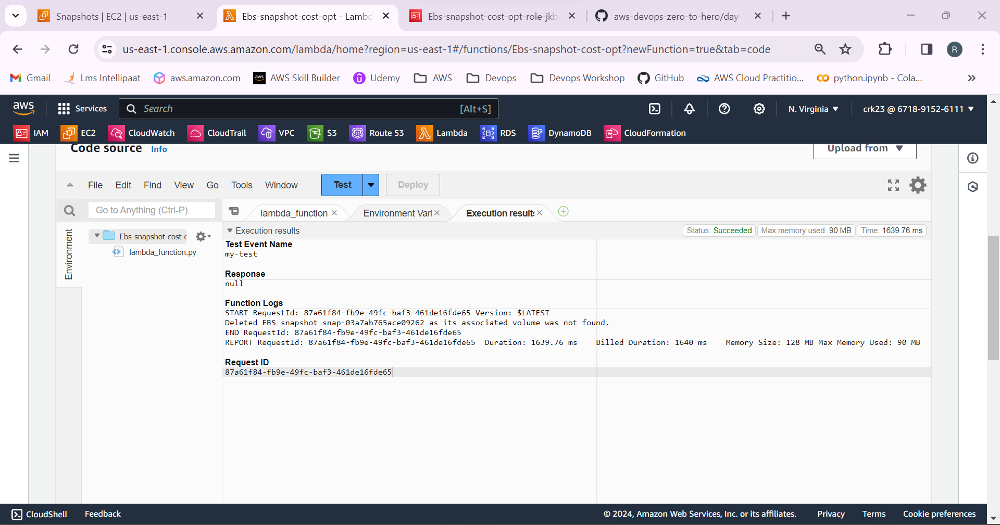 Snapshots | EC2 | us-east-1
Ebs-snapshot-cost-opt - Lambd
Ebs-snapshot-cost-opt-role-jkb
aws-devops-zero-to-hero/day-
us-east-1.console.aws.amazon.com/lambda/home?region=us-east-1#/functions/Ebs-snapshot-cost-opt?newFunction=true&tab=code
R
Gmail
Lms Intellipaat
aws.amazon.com
aws
AWS Skill Builder
Udemy
AWS
Devops
Devops Workshop
GitHub
AWS Cloud Practitio...
python.ipynb - Cola...
aws
Services
Search
[Alt+S]
N. Virginia
crk23 @ 6718-9152-6111
IAM
EC2
CloudWatch
CloudTrail
VPC
S3
Route 53
Lambda
RDS
DynamoDB
CloudFormation
Code source Info
Upload from
File
Edit
Find
View
Go
Tools
Window
Test
Deploy
Go to Anything (Ctrl-P)
lambda_function
Environment Vari
Execution results
Environment
Ebs-snapshot-cost-c
lambda_function.py
Execution results
Status: Succeeded
Max memory used: 90 MB
Time: 1639.76 ms
Test Event Name
my-test
Response
null
Function Logs
START RequestId: 87a61f84-fb9e-49fc-baf3-461de16fde65 Version: $LATEST
Deleted EBS snapshot snap-03a7ab765ace09262 as its associated volume was not found.
END RequestId: 87a61f84-fb9e-49fc-baf3-461de16fde65
REPORT RequestId: 87a61f84-fb9e-49fc-baf3-461de16fde65 Duration: 1639.76 ms Billed Duration: 1640 ms Memory Size: 128 MB Max Memory Used: 90 MB
Request ID
87a61f84-fb9e-49fc-baf3-461de16fde65
CloudShell
Feedback
© 2024, Amazon Web Services, Inc. or its affiliates.
Privacy
Terms
Cookie preferences